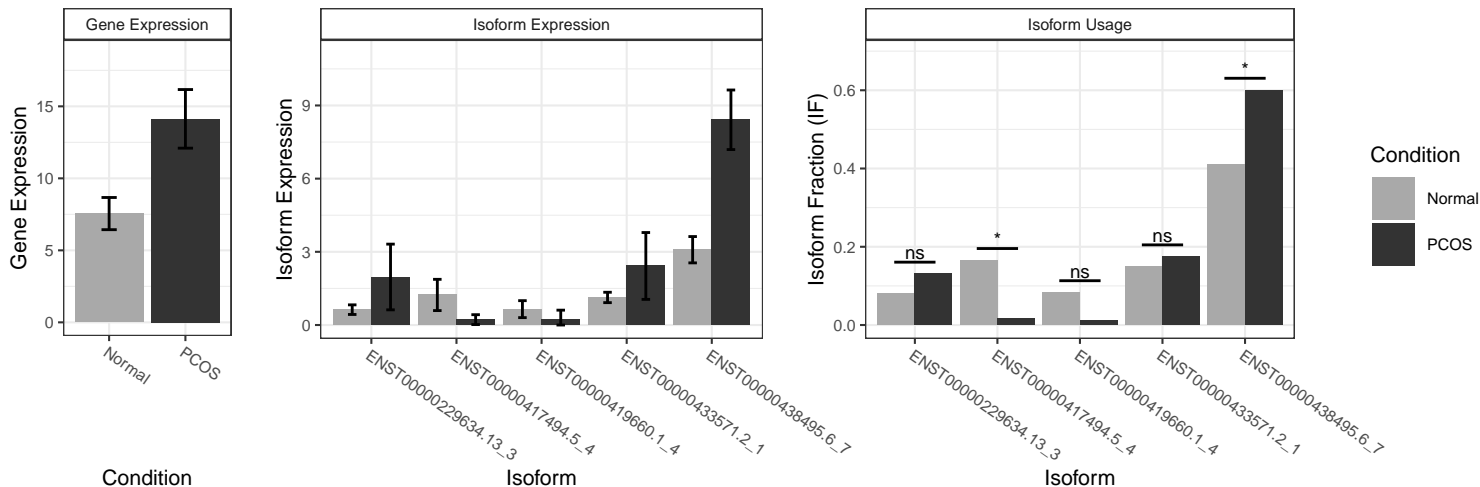 Gene Expression
Isoform Expression
Isoform Usage
Gene Expression
15
10
5
0
Normal
PCOS
Condition
Isoform Expression
9
6
3
0
ENST00000229634.13_3
ENST00000417494.5_4
ENST00000419660.1_4
ENST00000433571.2_1
ENST00000438495.6_7
Isoform
Isoform Fraction (IF)
0.6
0.4
0.2
0.0
ns
*
ns
ns
*
ENST00000229634.13_3
ENST00000417494.5_4
ENST00000419660.1_4
ENST00000433571.2_1
ENST00000438495.6_7
Isoform
Condition
Normal
PCOS